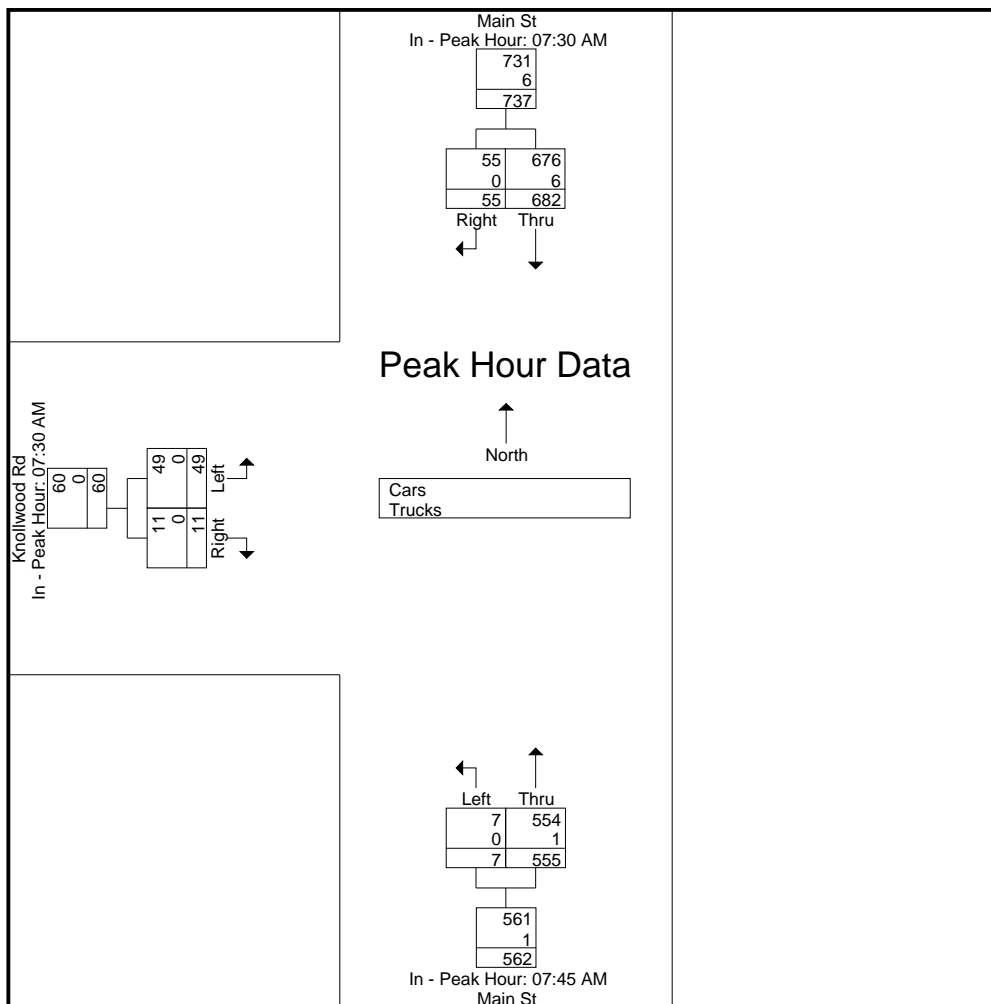 Main St
In - Peak Hour: 07:30 AM
731
6
737
55 676
0 6
55 682
Right Thru
Peak Hour Data
North
Cars
Trucks
Knollwood Rd
In - Peak Hour: 07:30 AM
60
0
60
49
0
49
Left
11
0
11
Right
Left Thru
7 554
0 1
7 555
561
1
562
In - Peak Hour: 07:45 AM
Main St